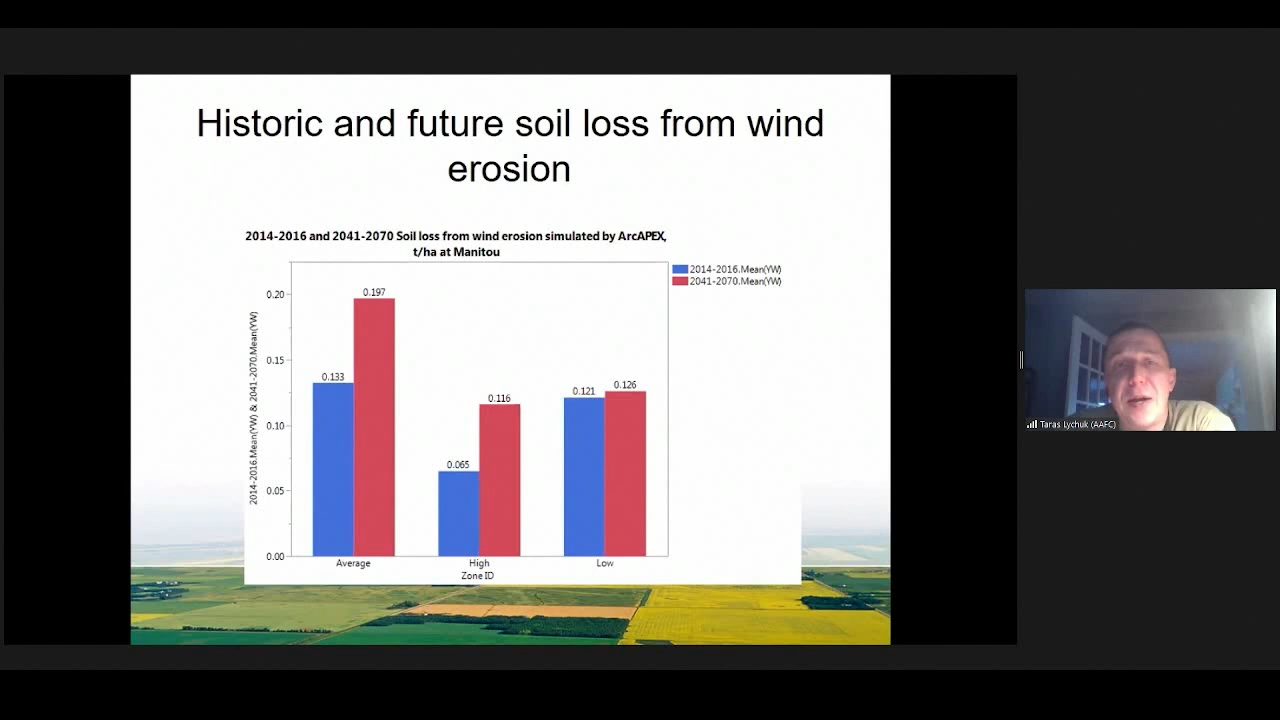 Historic and future soil loss from wind
erosion
2014-2016 and 2041-2070 Soil loss from wind erosion simulated by ArcAPEX,
t/ha at Manitou
2014-2016.Mean(YW)
2041-2070.Mean(YW)
2014-2016.Mean(YW) & 2041-2070.Mean(YW)
0.20
0.15
0.10
0.05
0.00
0.133
0.197
0.065
0.116
0.121
0.126
Average
High
Low
Zone ID
Taras Lychuk (AAFC)